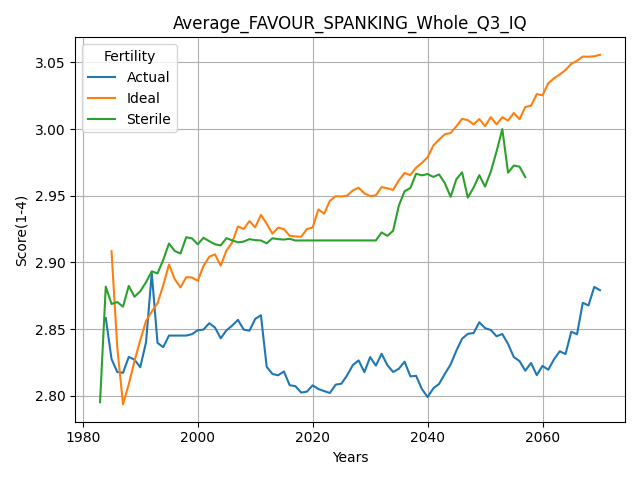 Average_FAVOUR_SPANKING_Whole_Q3_IQ
Fertility
Actual
Ideal
Sterile
Score(1-4)
3.05
3.00
2.95
2.90
2.85
2.80
1980
2000
2020
2040
2060
Years